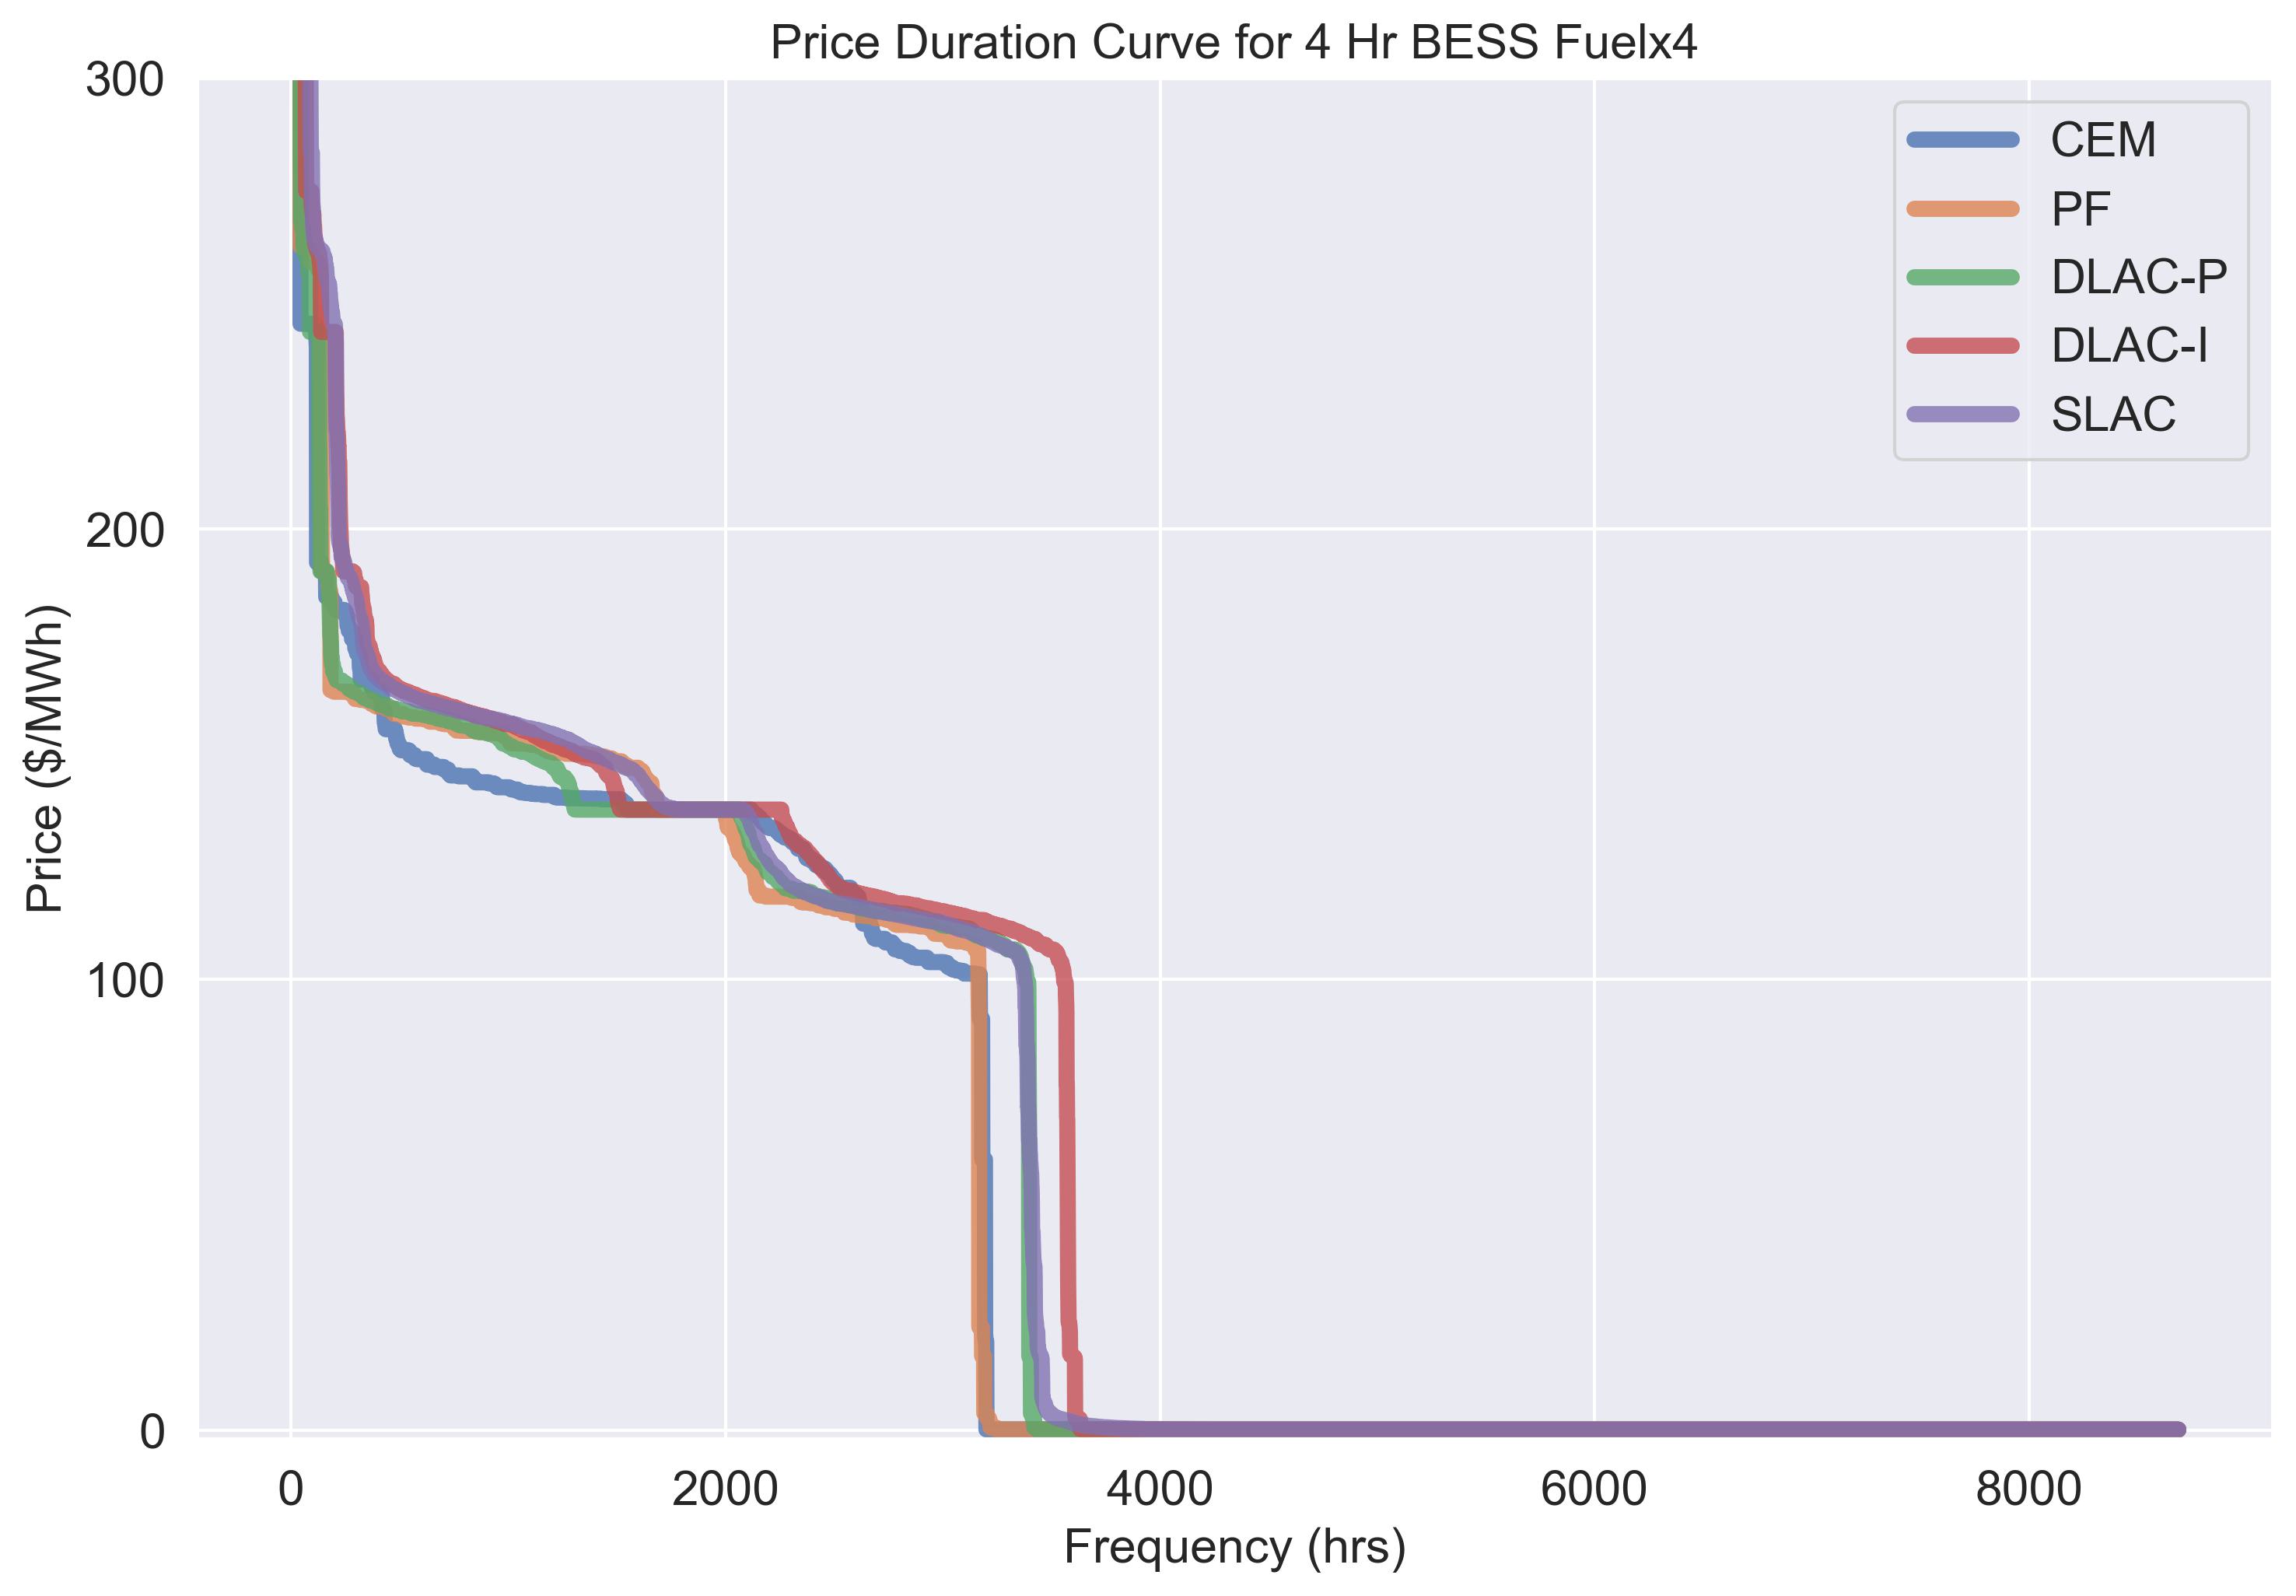 Price Duration Curve for 4 Hr BESS Fuelx4
300
200
100
0
Price ($/MWh)
CEM
PF
DLAC-P
DLAC-I
SLAC
0 2000 4000 6000 8000
Frequency (hrs)